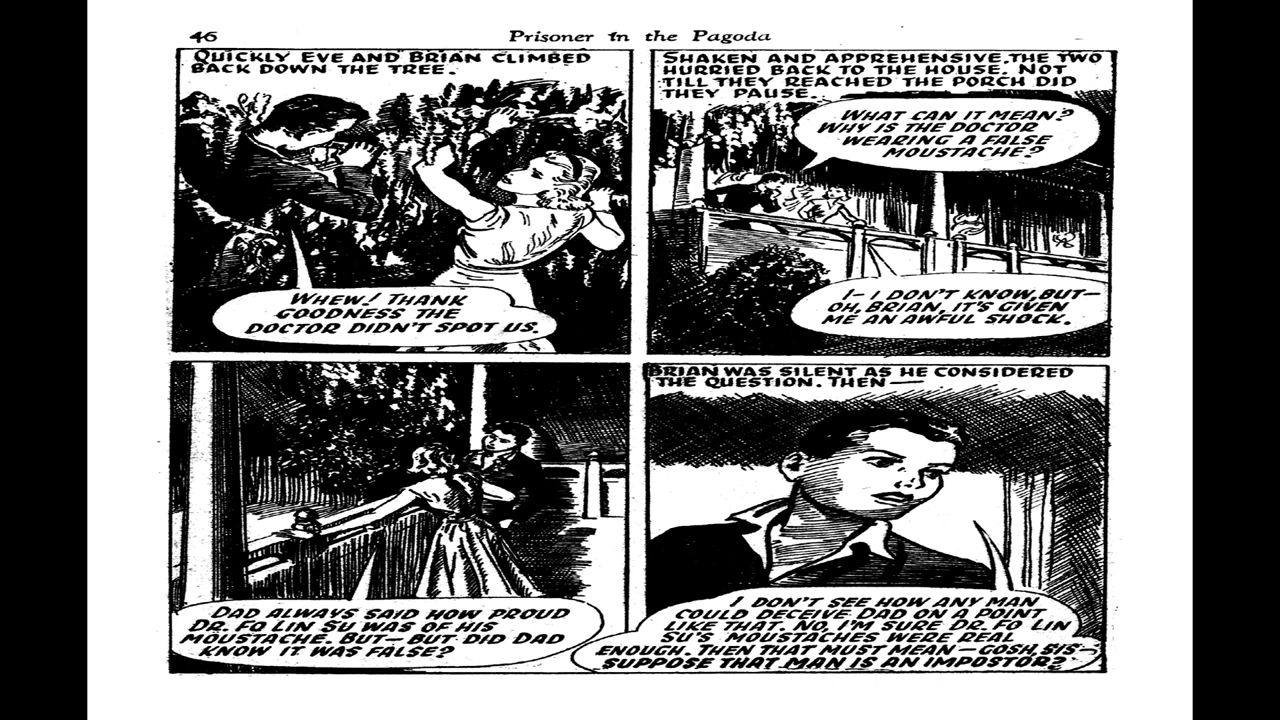 46
Prisoner in the Pagoda
QUICKLY EVE AND BRIAN CLIMBED
BACK DOWN THE TREE.
WHEW! THANK
GOODNESS THE
DOCTOR DIDN'T SPOT US.
SHAKEN AND APPREHENSIVE, THE TWO
HURRIED BACK TO THE HOUSE. NOT
TILL THEY REACHED THE PORCH DID
THEY PAUSE.
WHAT CAN IT MEAN?
WHY IS THE DOCTOR
WEARING A FALSE
MOUSTACHE?
I- I DON'T KNOW, BUT—
OH, BRIAN, IT'S GIVEN
ME AN AWFUL SHOCK.
DAD ALWAYS SAID HOW PROUD
DR. FO LIN SU WAS OF HIS
MOUSTACHE. BUT— BUT DID DAD
KNOW IT WAS FALSE?
BRIAN WAS SILENT AS HE CONSIDERED
THE QUESTION. THEN —
I DON'T SEE HOW ANY MAN
COULD DECEIVE DAD ON A POINT
LIKE THAT. NO, I'M SURE DR. FO LIN
SU'S MOUSTACHES WERE REAL
ENOUGH. THEN THAT MUST MEAN — GOSH, SIS—
SUPPOSE THAT MAN IS AN IMPOSTOR?